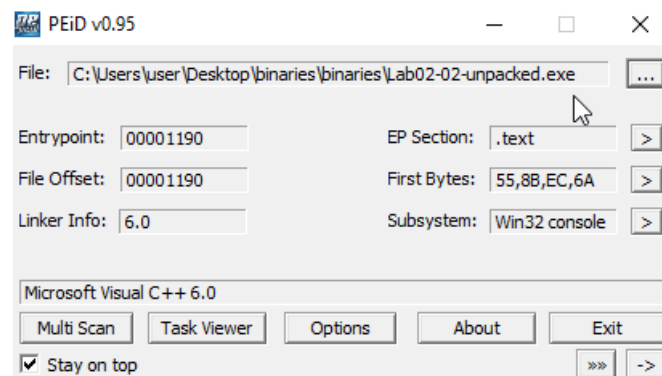 PEiD v0.95
File: C:\Users\user\Desktop\binaries\binaries\Lab02-02-unpacked.exe ...
Entrypoint: 00001190 EP Section: .text >
File Offset: 00001190 First Bytes: 55,8B,EC,6A >
Linker Info: 6.0 Subsystem: Win32 console >
Microsoft Visual C++ 6.0
Multi Scan Task Viewer Options About Exit
Stay on top »» ->